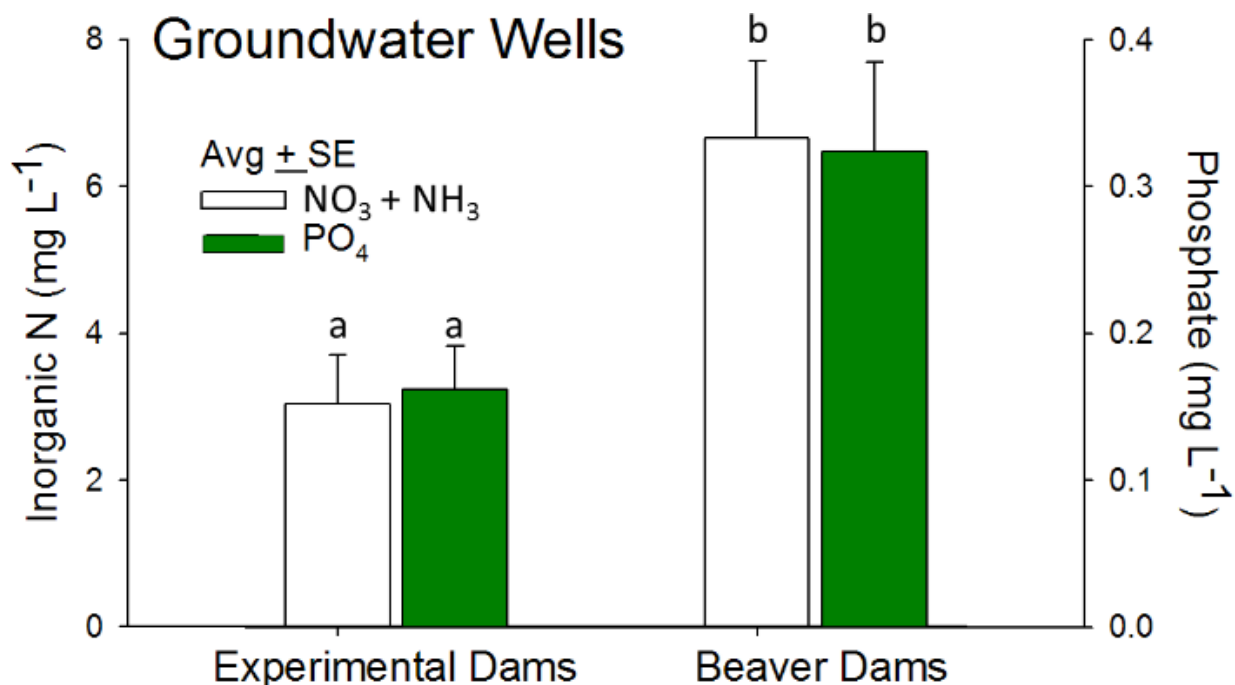 Groundwater Wells
Avg + SE
NO₃ + NH₃
PO₄
a
a
b
b
8
6
4
2
0
Inorganic N (mg L⁻¹)
0.4
0.3
0.2
0.1
0.0
Phosphate (mg L⁻¹)
Experimental Dams
Beaver Dams